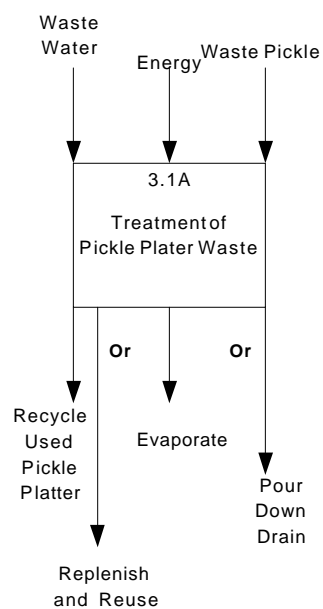 Waste
Water
Energy
Waste Pickle
3.1A
Treatment of
Pickle Plater Waste
Or
Or
Recycle
Used
Pickle
Platter
Evaporate
Pour
Down
Drain
Replenish
and Reuse